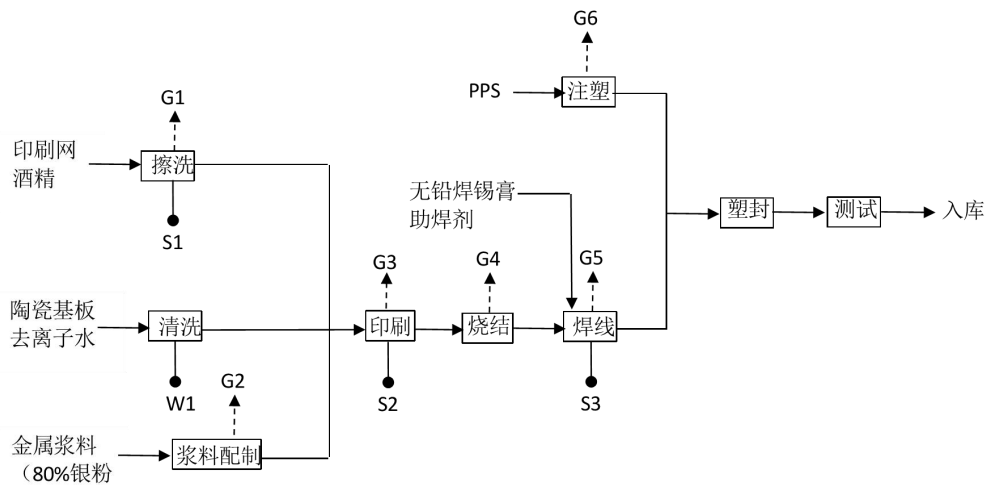 G6
PPS
注塑
G1
印刷网
酒精
擦洗
S1
无铅焊锡膏
助焊剂
塑封
测试
入库
G3
G4
G5
陶瓷基板
去离子水
清洗
印刷
烧结
焊线
W1
G2
S2
S3
金属浆料
（80%银粉
浆料配制